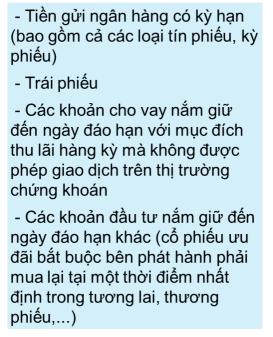 - Tiền gửi ngân hàng có kỳ hạn
(bao gồm cả các loại tín phiếu, kỳ
phiếu)
- Trái phiếu
- Các khoản cho vay nắm giữ
đến ngày đáo hạn với mục đích
thu lãi hàng kỳ mà không được
phép giao dịch trên thị trường
chứng khoán
- Các khoản đầu tư nắm giữ đến
ngày đáo hạn khác (cổ phiếu ưu
đãi bắt buộc bên phát hành phải
mua lại tại một thời điểm nhất
định trong tương lai, thương
phiếu,...)